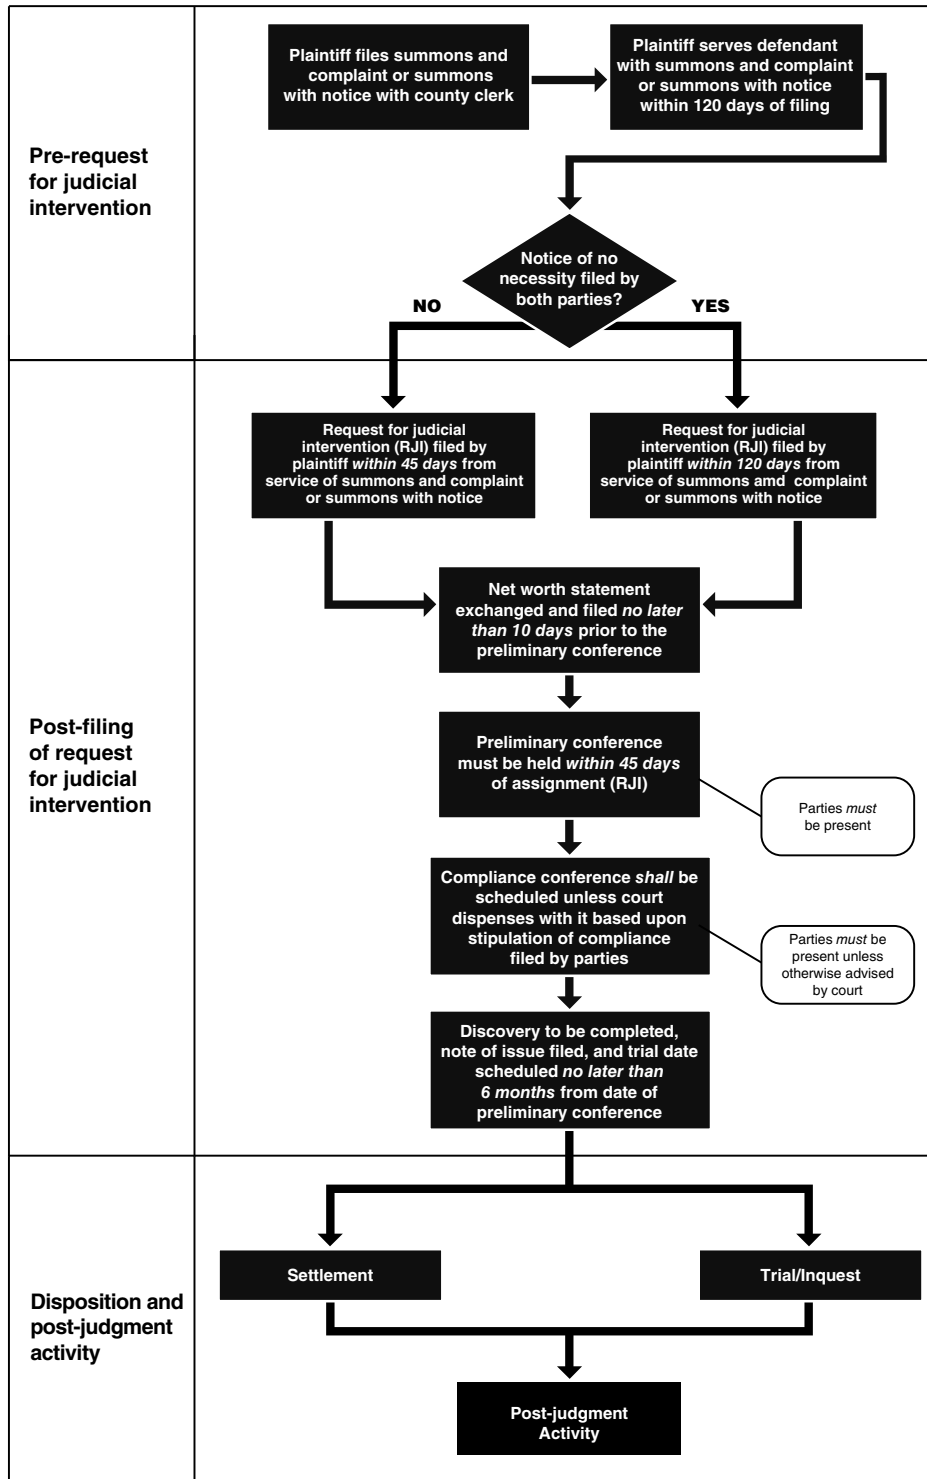 Plaintiff files summons and
complaint or summons
with notice with county clerk
Plaintiff serves defendant
with summons and complaint
or summons with notice
within 120 days of filing
Pre-request
for judicial
intervention
Notice of no
necessity filed by
both parties?
NO
YES
Request for judicial
intervention (RJI) filed by
plaintiff within 45 days from
service of summons and complaint
or summons with notice
Request for judicial
intervention (RJI) filed by
plaintiff within 120 days from
service of summons amd complaint
or summons with notice
Net worth statement
exchanged and filed no later
than 10 days prior to the
preliminary conference
Post-filing
of request
for judicial
intervention
Preliminary conference
must be held within 45 days
of assignment (RJI)
Parties must
be present
Compliance conference shall be
scheduled unless court
dispenses with it based upon
stipulation of compliance
filed by parties
Parties must be
present unless
otherwise advised
by court
Discovery to be completed,
note of issue filed, and trial date
scheduled no later than
6 months from date of
preliminary conference
Disposition and
post-judgment
activity
Settlement
Trial/Inquest
Post-judgment
Activity